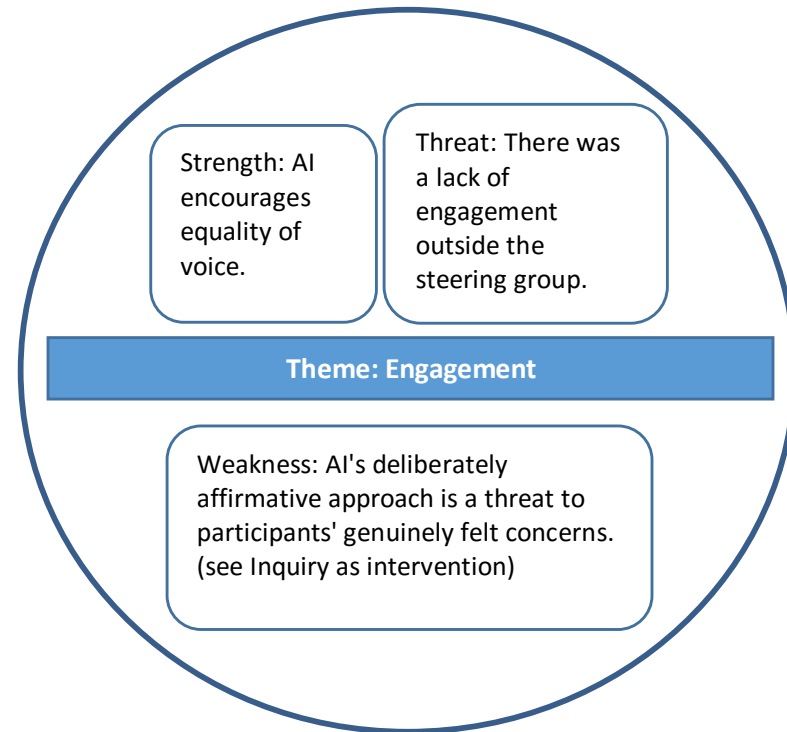 Strength: AI
encourages
equality of
voice.
Threat: There was
a lack of
engagement
outside the
steering group.
Theme: Engagement
Weakness: AI's deliberately
affirmative approach is a threat to
participants' genuinely felt concerns.
(see Inquiry as intervention)